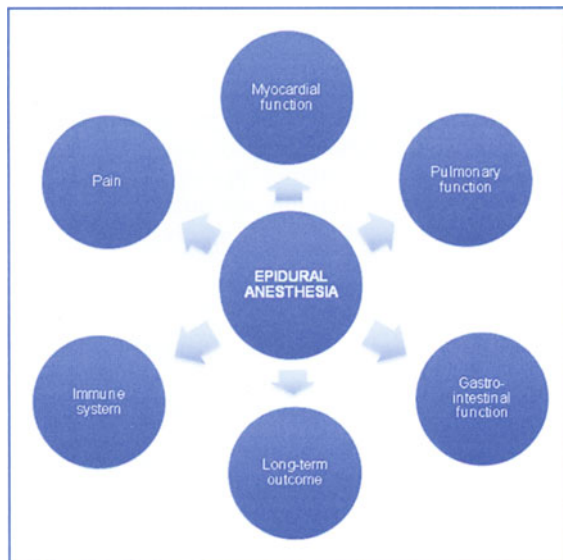 Myocardial
function
Pain
Pulmonary
function
EPIDURAL
ANESTHESIA
Immune
system
Gastro-
intestinal
function
Long-term
outcome